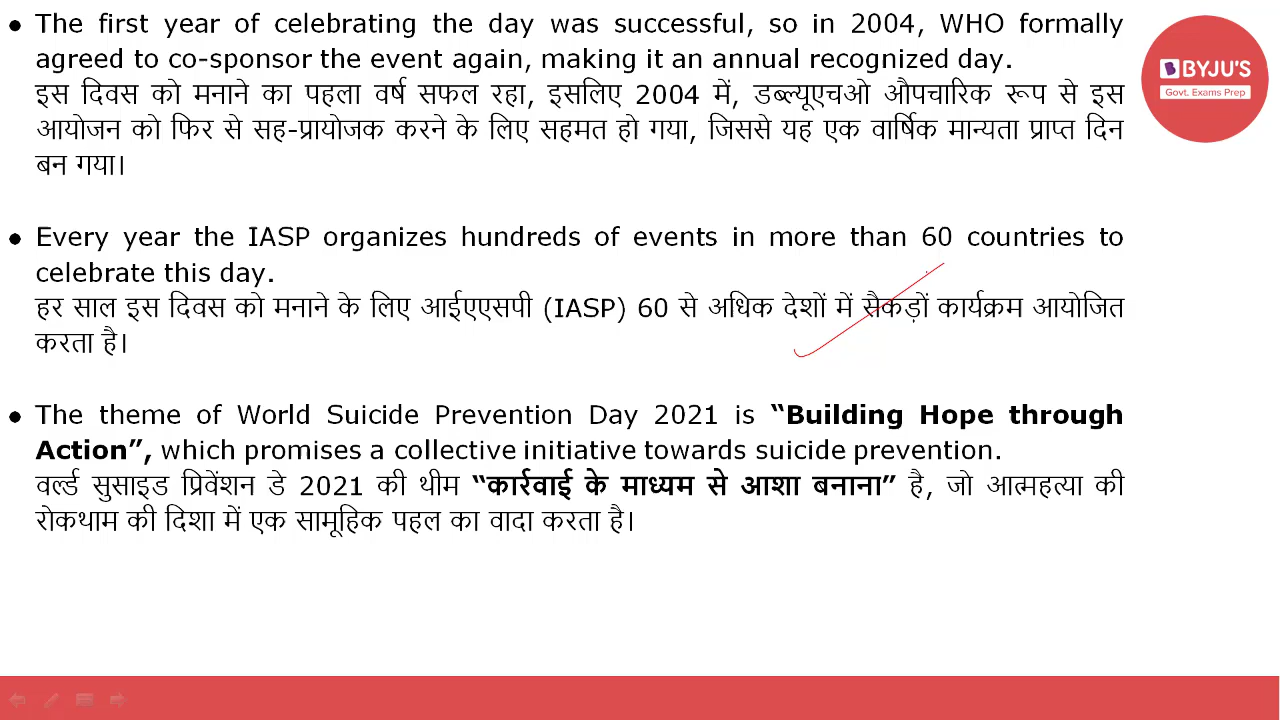 • The first year of celebrating the day was successful, so in 2004, WHO formally
agreed to co-sponsor the event again, making it an annual recognized day.
इस दिवस को मनाने का पहला वर्ष सफल रहा, इसलिए 2004 में, डब्ल्यूएचओ औपचारिक रूप से इस
आयोजन को फिर से सह-प्रायोजक करने के लिए सहमत हो गया, जिससे यह एक वार्षिक मान्यता प्राप्त दिन
बन गया।
• Every year the IASP organizes hundreds of events in more than 60 countries to
celebrate this day.
हर साल इस दिवस को मनाने के लिए आईएएसपी (IASP) 60 से अधिक देशों में सैकड़ों कार्यक्रम आयोजित
करता है।
• The theme of World Suicide Prevention Day 2021 is “Building Hope through
Action”, which promises a collective initiative towards suicide prevention.
वर्ल्ड सुसाइड प्रिवेंशन डे 2021 की थीम “कार्रवाई के माध्यम से आशा बनाना” है, जो आत्महत्या की
रोकथाम की दिशा में एक सामूहिक पहल का वादा करता है।
BYJU'S
Govt. Exams Prep